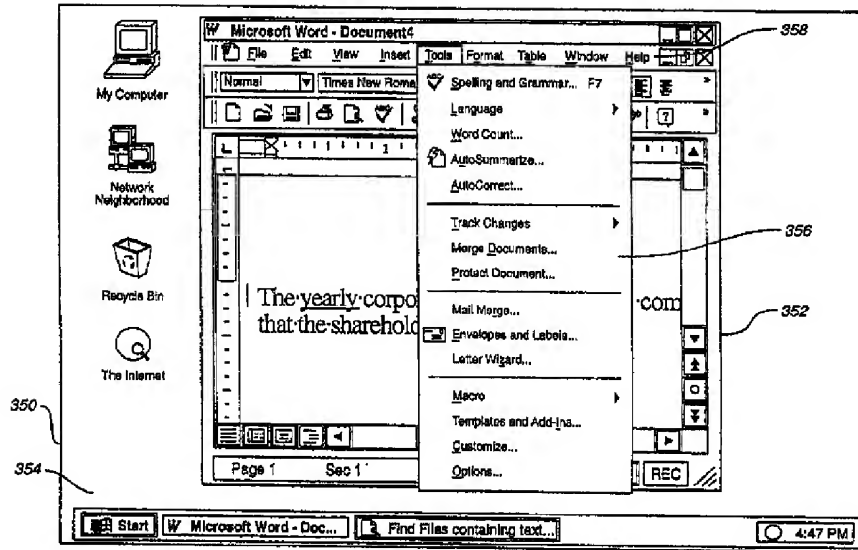 Microsoft Word - Document4
358
File Edit View Insert Tools Format Table Window Help
My Computer
Normal
Times New Roma
Spelling and Grammar... F7
Language
Word Count...
AutoSummarize...
AutoCorrect...
Network
Neighborhood
Track Changes
356
Merge Documents...
Protect Document...
Recycle Bin
The yearly corpo
com
that the sharehold
Mail Merge...
352
Envelopes and Labels...
Letter Wizard...
The Internet
350
Macro
Templates and Add-Ins...
Customize...
354
Page 1
Sec 1
Options...
REC
Start
Microsoft Word - Doc...
Find Files containing text...
4:47 PM